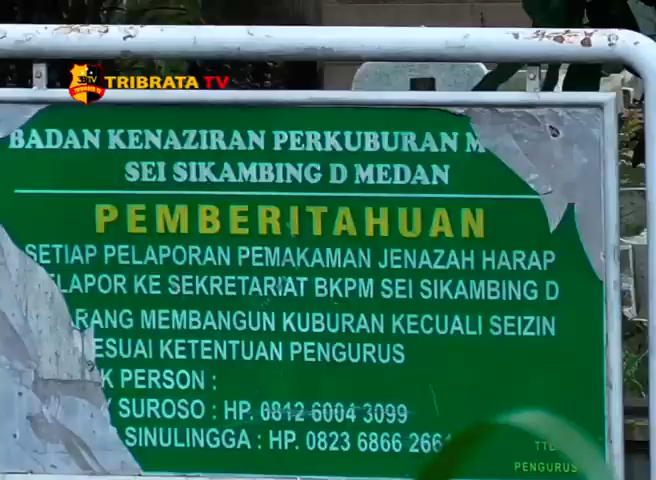 TRIBRATA TV
BADAN KENAZIRAN PERKUBURAN
SEI SIKAMBING D MEDAN
PEMBERITAHUAN
SETIAP PELAPORAN PEMAKAMAN JENAZAH HARAP
ELAPOR KE SEKRETARIAT BKPM SEI SIKAMBING D
ARANG MEMBANGUN KUBURAN KECUALI SEIZIN
ESUAI KETENTUAN PENGURUS
K PERSON :
SUROSO : HP. 0812 6004 3099
SINULINGGA : HP. 0823 6866 266
PENGURUS